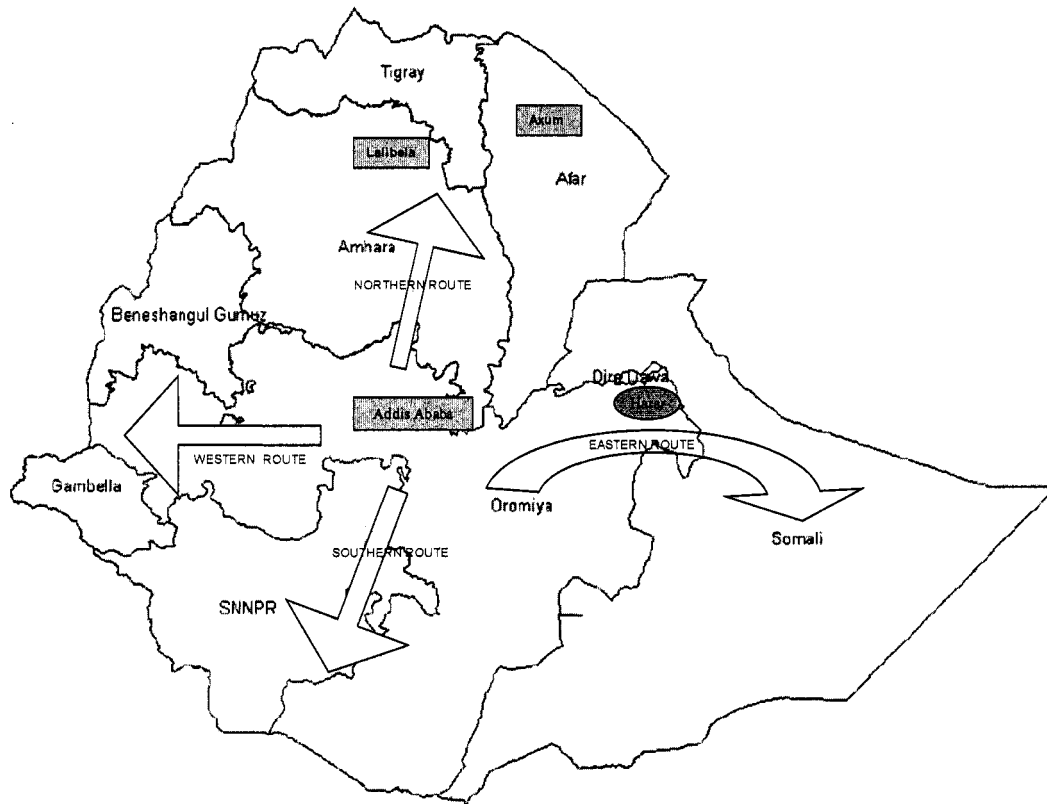 Tigray
Axum
Lalibela
Afar
Amhara
NORTHERN ROUTE
Beneshangul Gumuz
Dire Dawa
Harar
Addis Ababa
EASTERN ROUTE
WESTERN ROUTE
Gambella
Oromiya
Somali
SOUTHERN ROUTE
SNNPR